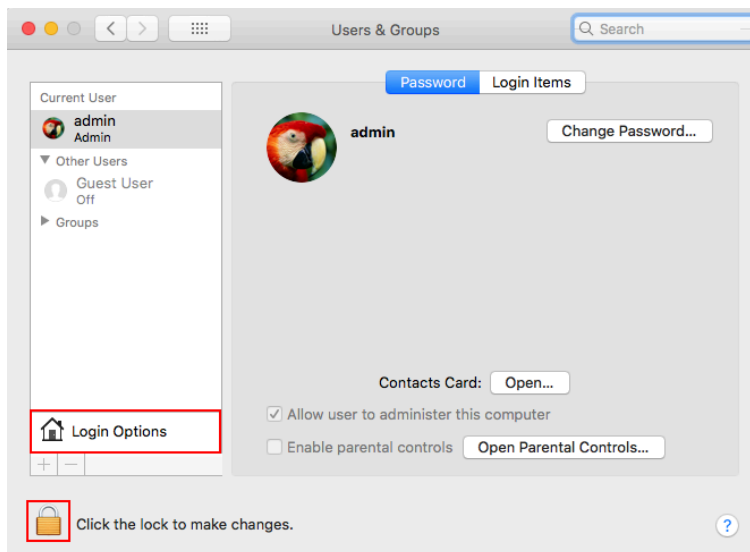 Users & Groups
Search
Password Login Items
Current User
admin
Admin
Other Users
Guest User
Off
Groups
Login Options
admin
Change Password...
Contacts Card: Open...
Allow user to administer this computer
Enable parental controls Open Parental Controls...
+ −
Click the lock to make changes.
?